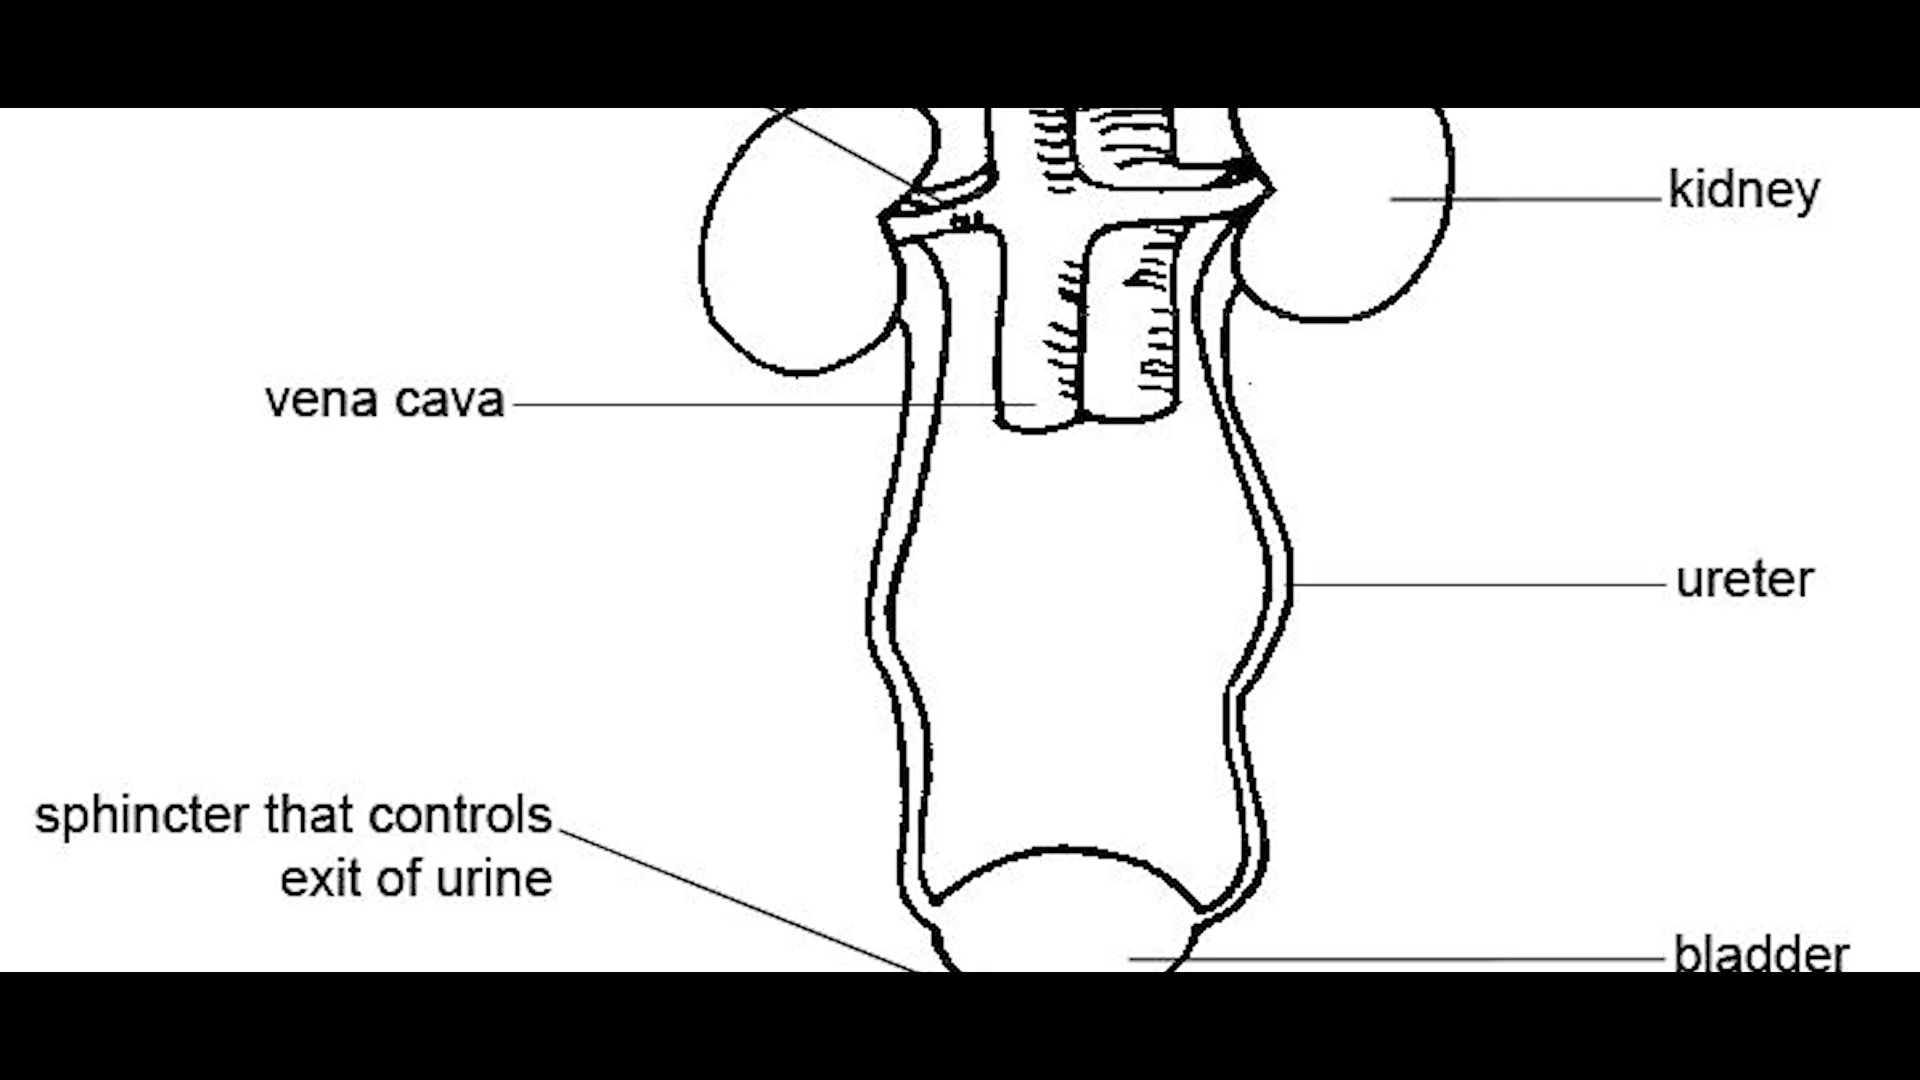 kidney
vena cava
ureter
sphincter that controls
exit of urine
bladder